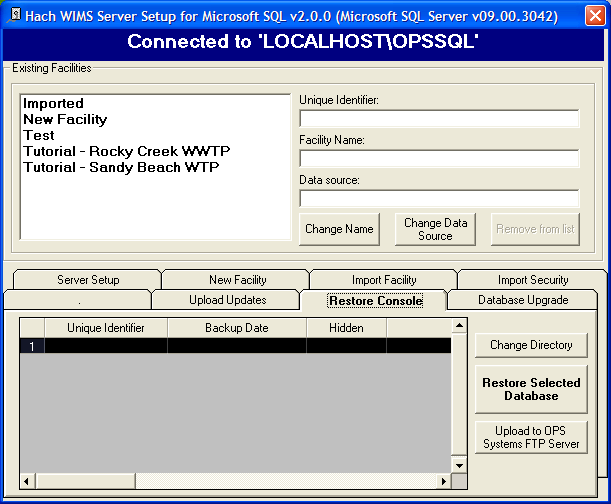 Hach WIMS Server Setup for Microsoft SQL v2.0.0 (Microsoft SQL Server v09.00.3042)
Connected to 'LOCALHOST\OPSSQL'
Existing Facilities
Imported
New Facility
Test
Tutorial - Rocky Creek WWTP
Tutorial - Sandy Beach WTP
Unique Identifier:
Facility Name:
Data source:
Change Name
Change Data
Source
Remove from list
Server Setup
New Facility
Import Facility
Import Security
.
Upload Updates
Restore Console
Database Upgrade
Unique Identifier
Backup Date
Hidden
1
Change Directory
Restore Selected
Database
Upload to OPS
Systems FTP Server